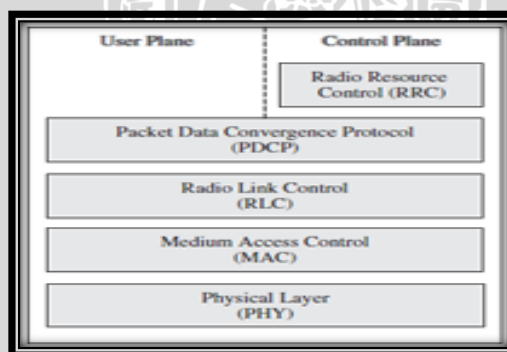 User Plane
Control Plane
Radio Resource
Control (RRC)
Packet Data Convergence Protocol
(PDCP)
Radio Link Control
(RLC)
Medium Access Control
(MAC)
Physical Layer
(PHY)